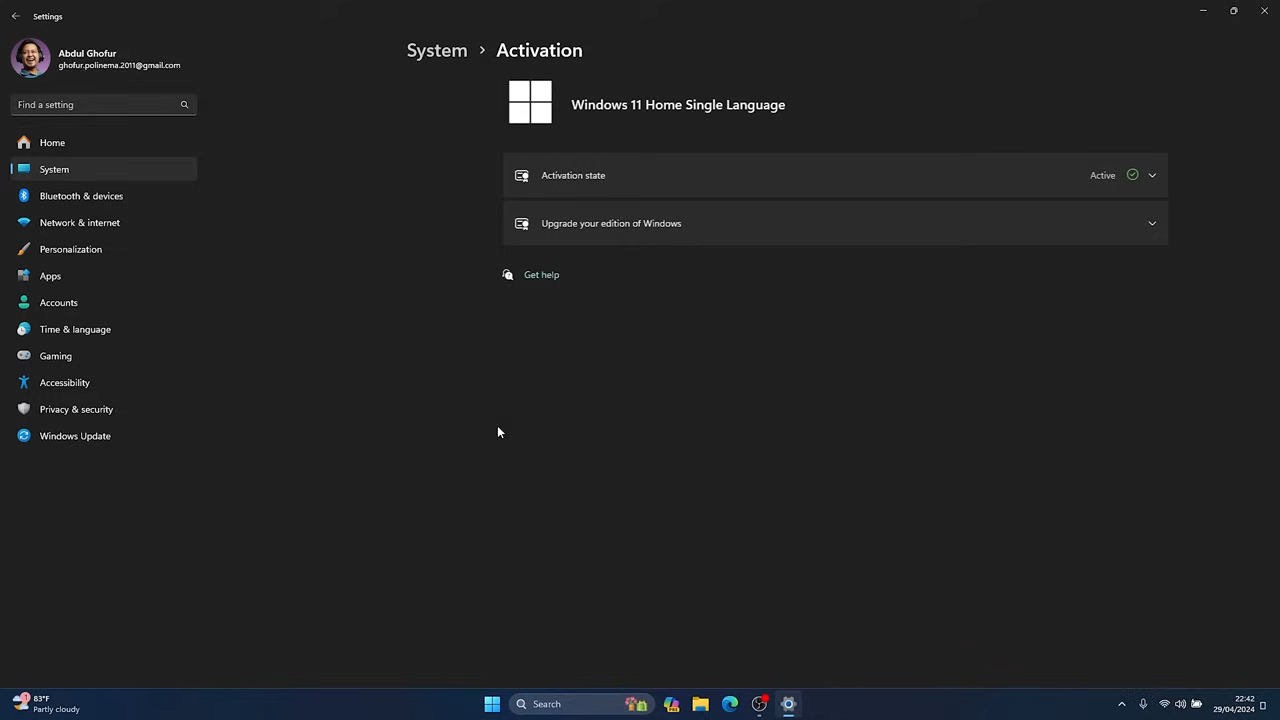 Settings
Abdul Ghofur
ghofur.polinema.2011@gmail.com
Find a setting
Home
System
Bluetooth & devices
Network & internet
Personalization
Apps
Accounts
Time & language
Gaming
Accessibility
Privacy & security
Windows Update
System > Activation
Windows 11 Home Single Language
Activation state Active
Upgrade your edition of Windows
Get help
1
83°F
Partly cloudy
Search
22:42
29/04/2024